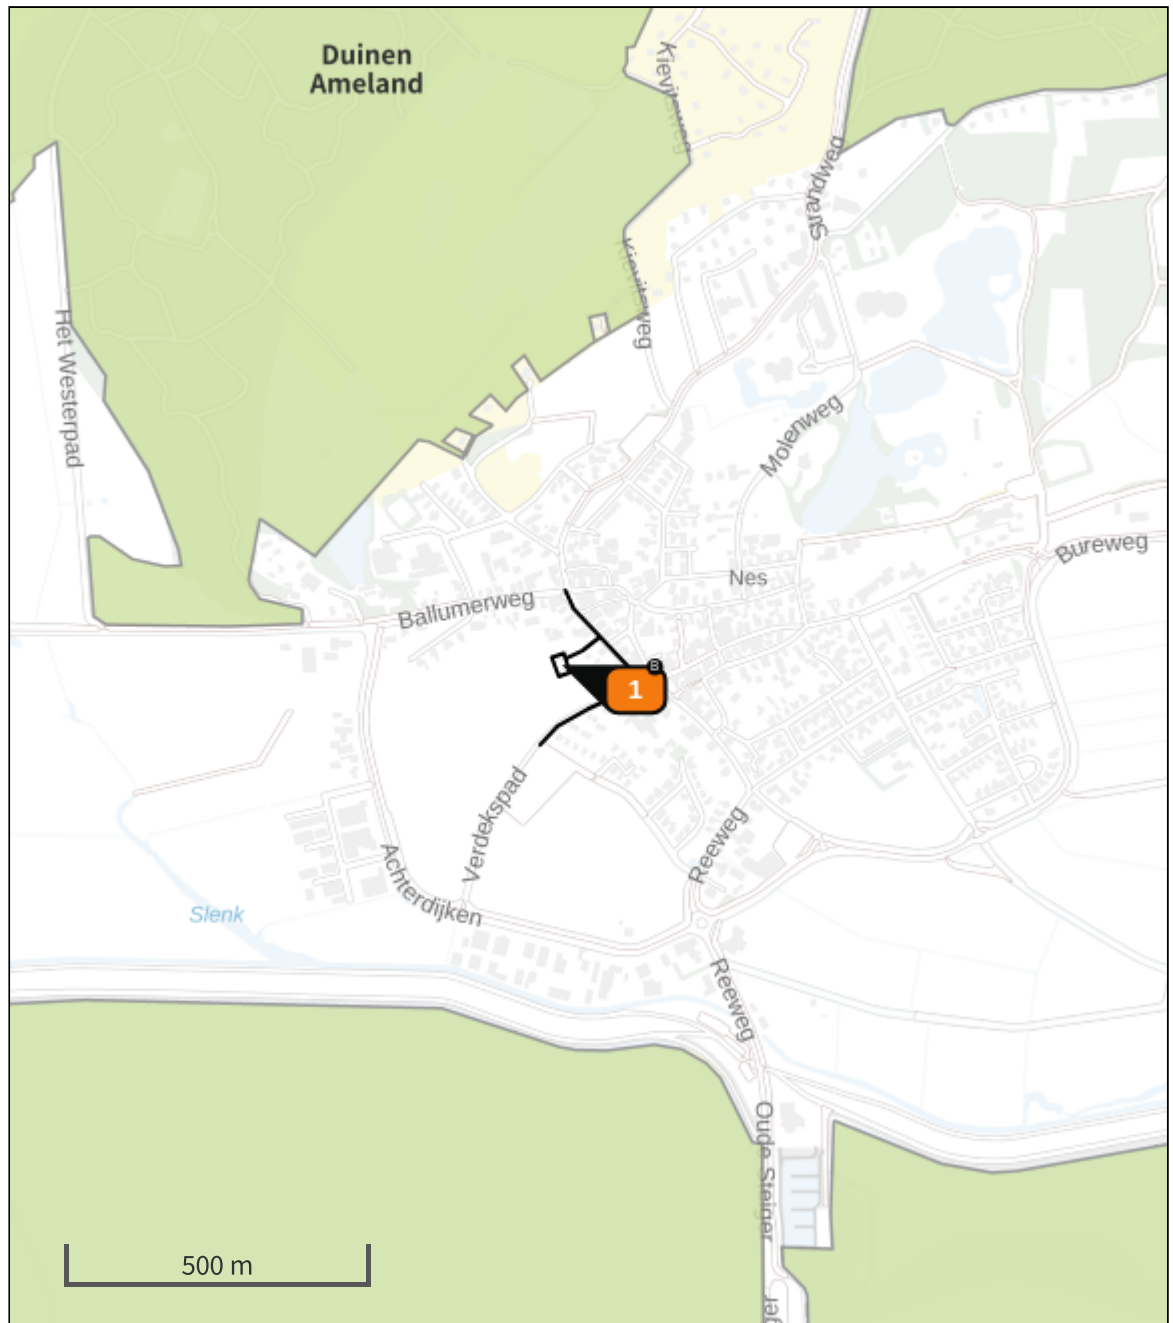 Duinen
Ameland
Kievitsweg
Strandweg
Kievitsweg
Het Westerpad
Molenweg
Bureweg
Nes
Ballumerweg
B
1
Verdekspad
Reeweg
Achterdijken
Slenk
Reeweg
Oude Steiger
500 m